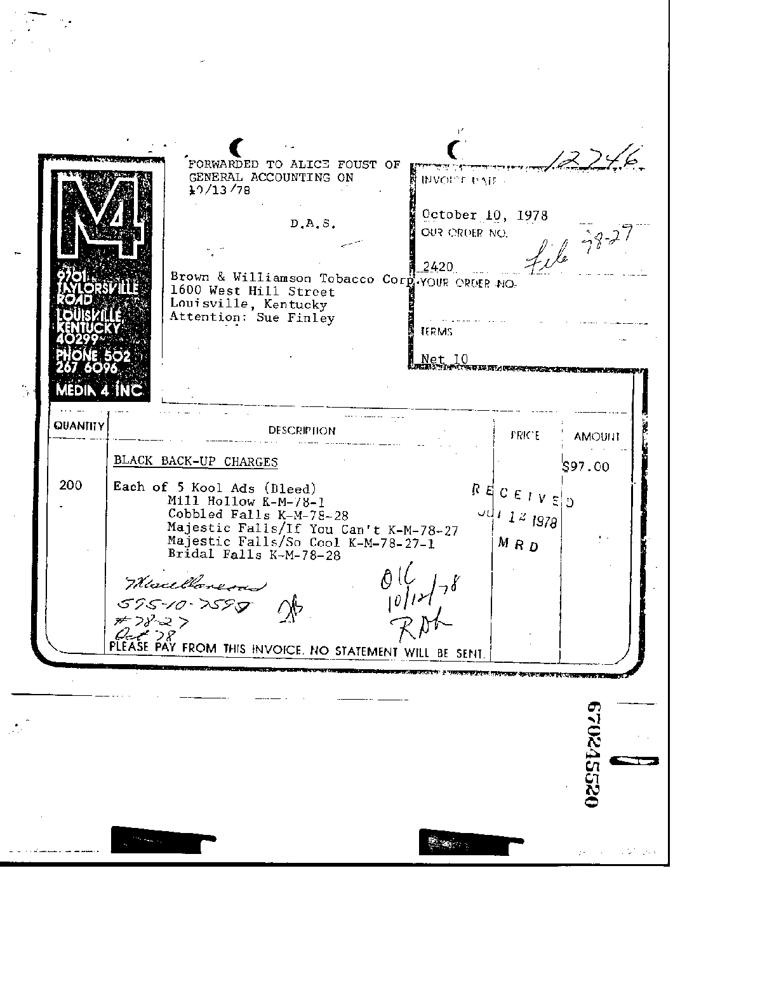 12746
FORWARDED TO ALICE FOUST OF
GENERAL ACCOUNTING ON
10/13/78
D.A.S.
M4
9701
TAYLORSVILLE
ROAD
LOUISVILLE
KENTUCKY
40299
PHONE 502
267 6096
MEDIA 4 INC
Brown & Williamson Tobacco Corp.
1600 West Hill Street
Louisville, Kentucky
Attention: Sue Finley
INVOICE DATE
October 10, 1978
OUR ORDER NO.
file 78-27
2420
YOUR ORDER NO.
TERMS
Net 10
QUANTITY DESCRIPTION PRICE AMOUNT
BLACK BACK-UP CHARGES $97.00
200 Each of 5 Kool Ads (Bleed)
Mill Hollow K-M-78-1
Cobbled Falls K-M-78-28
Majestic Falls/If You Can't K-M-78-27
Majestic Falls/So Cool K-M-78-27-1
Bridal Falls K-M-78-28
RECEIVED
12 1978
MRD
Miscellaneous
595-10-7590
#78-27
Oct 78
OK
10/12/78
PLEASE PAY FROM THIS INVOICE. NO STATEMENT WILL BE SENT.
670245520